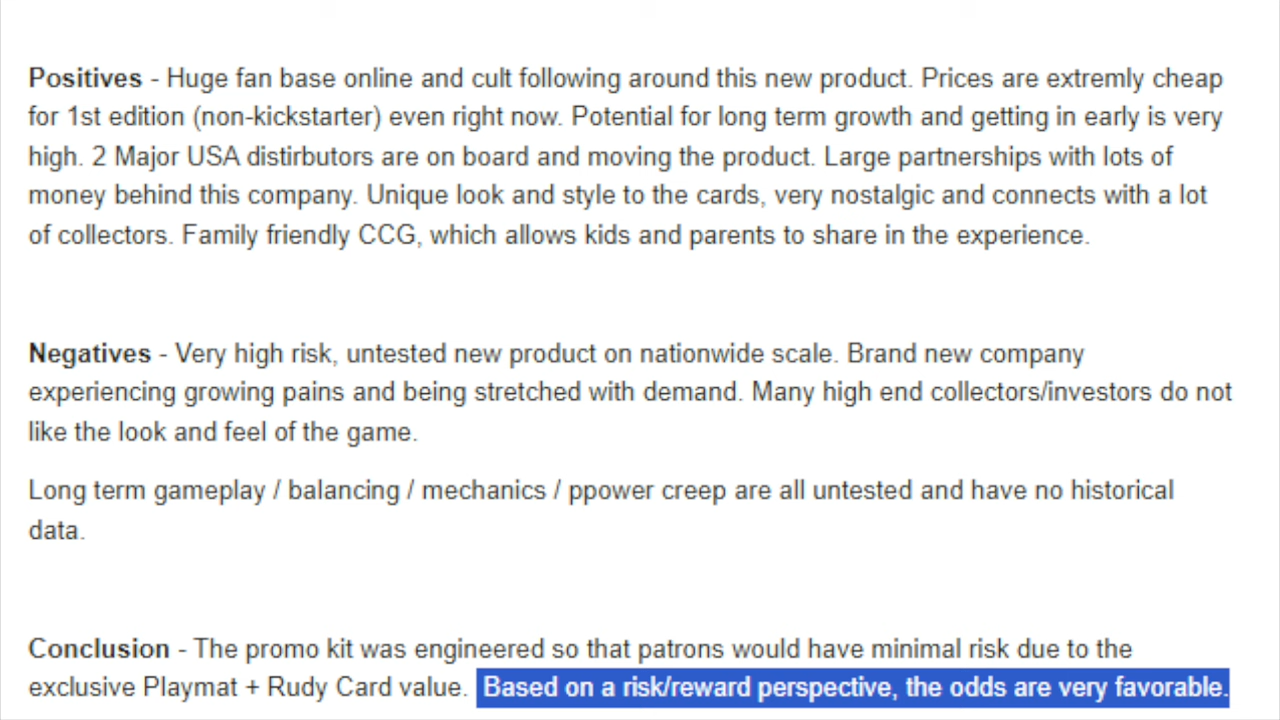 Positives - Huge fan base online and cult following around this new product. Prices are extremly cheap
for 1st edition (non-kickstarter) even right now. Potential for long term growth and getting in early is very
high. 2 Major USA distirbutors are on board and moving the product. Large partnerships with lots of
money behind this company. Unique look and style to the cards, very nostalgic and connects with a lot
of collectors. Family friendly CCG, which allows kids and parents to share in the experience.
Negatives - Very high risk, untested new product on nationwide scale. Brand new company
experiencing growing pains and being stretched with demand. Many high end collectors/investors do not
like the look and feel of the game.
Long term gameplay / balancing / mechanics / ppower creep are all untested and have no historical
data.
Conclusion - The promo kit was engineered so that patrons would have minimal risk due to the
exclusive Playmat + Rudy Card value. Based on a risk/reward perspective, the odds are very favorable.